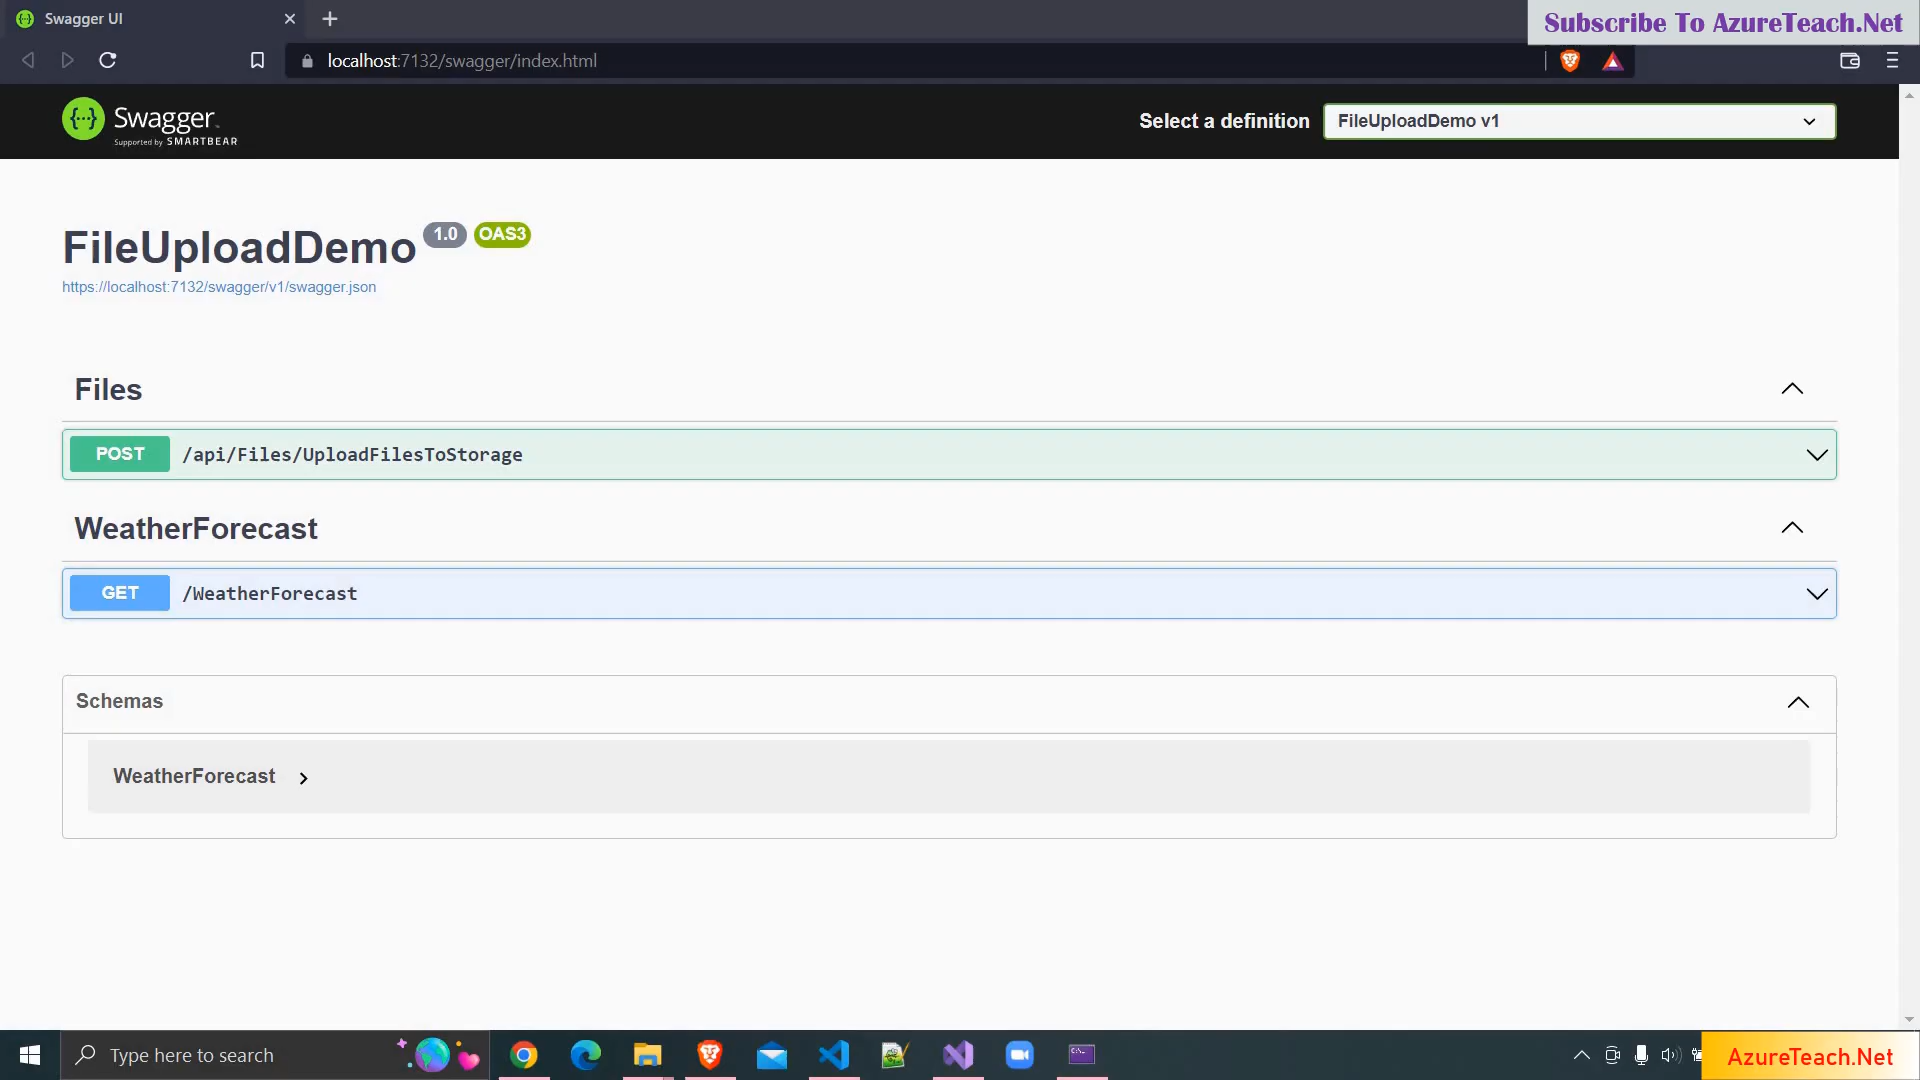 Swagger UI
Subscribe To AzureTeach.Net
localhost:7132/swagger/index.html
Swagger
Supported by SMARTBEAR
Select a definition
FileUploadDemo v1
FileUploadDemo 1.0 OAS3
https://localhost:7132/swagger/v1/swagger.json
Files
POST /api/Files/UploadFilesToStorage
WeatherForecast
GET /WeatherForecast
Schemas
WeatherForecast
Type here to search
AzureTeach.Net